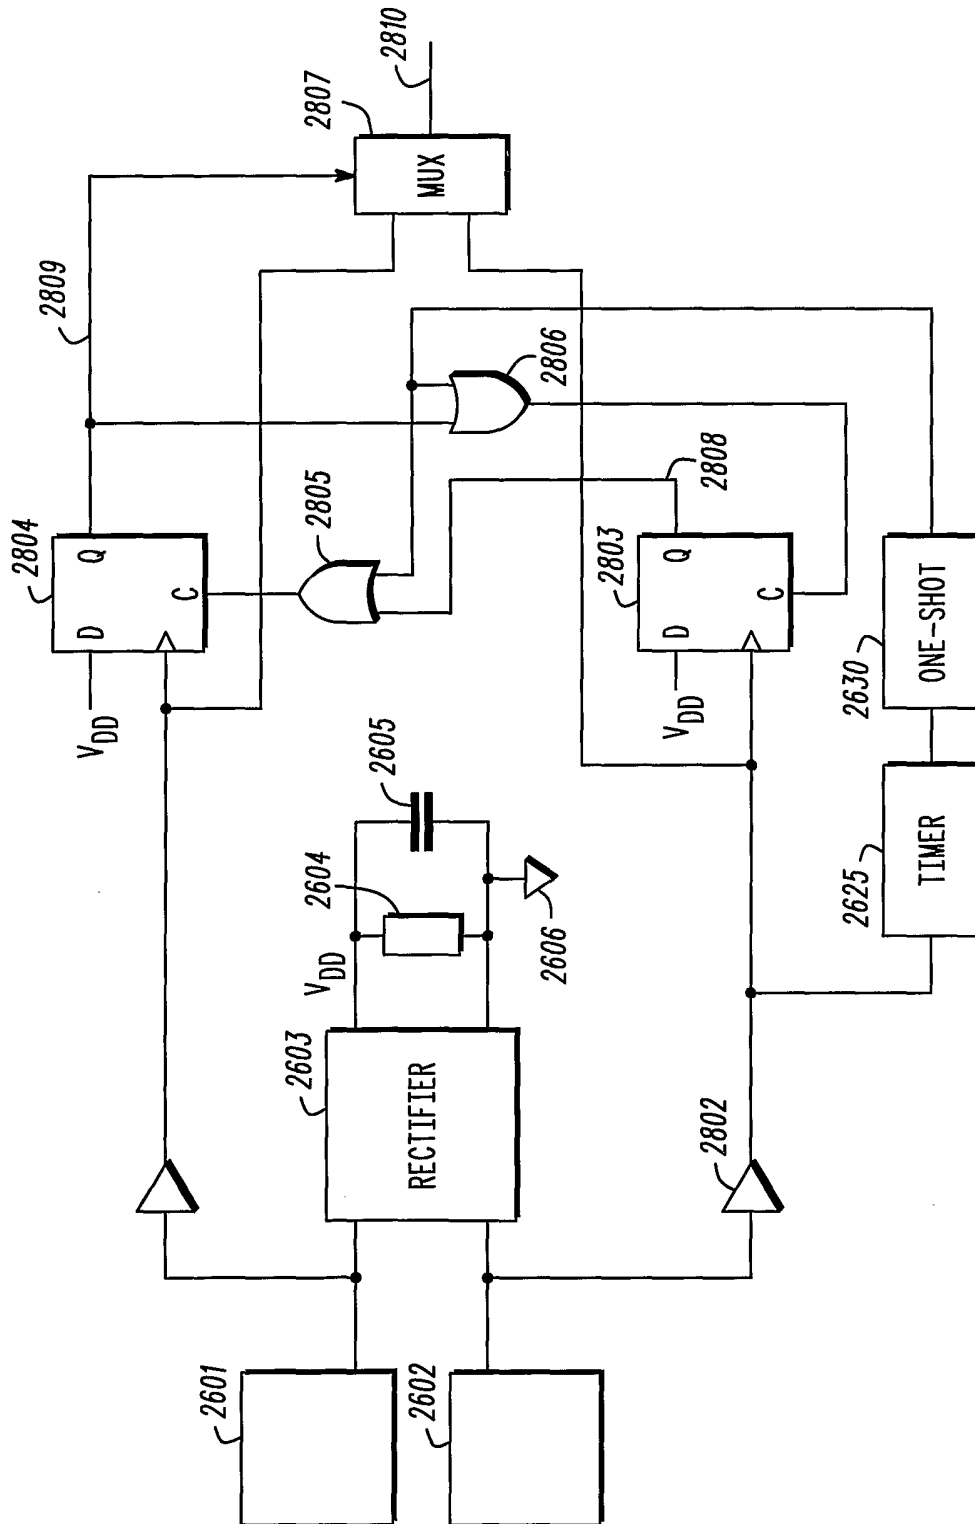 2601
2602
RECTIFIER
2603
V_DD
2604
2605
2606
2802
V_DD
D
Q
C
2804
2805
2806
2809
MUX
2807
2810
2808
V_DD
D
Q
C
2803
TIMER
2625
ONE-SHOT
2630